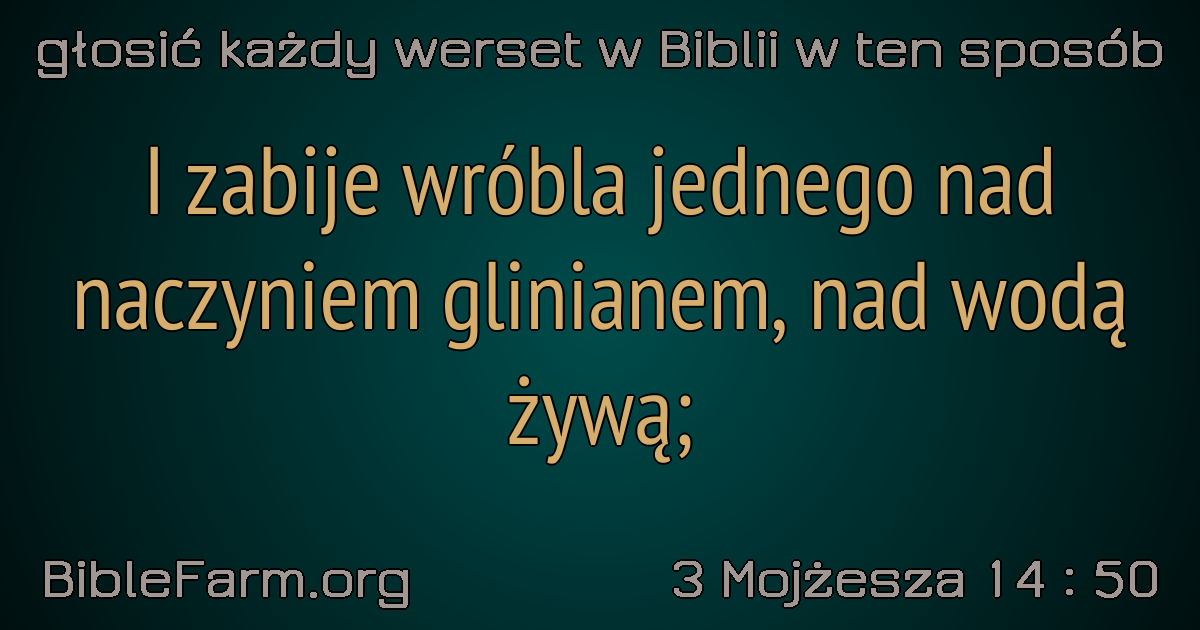 głosić każdy werset w Biblii w ten sposób
I zabije wróbla jednego nad
naczyniem glinianem, nad wodą
żywą;
BibleFarm.org
3 Mojżesza 14 : 50